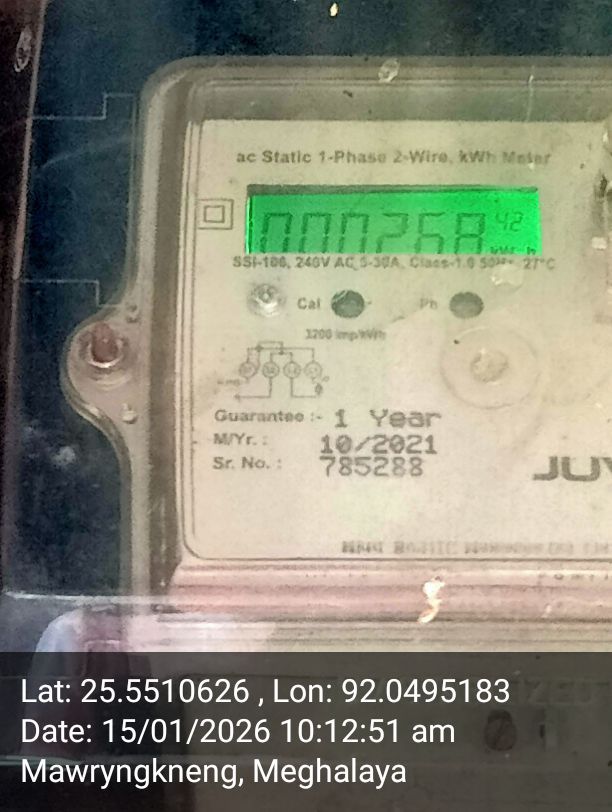 ac Static 1-Phase 2-Wire, kWh Meter
000268 42
kW h
SSI-100, 240V AC, 5-30A, Class-1.0 50Hz, 27°C
Cal
Ph
3200 imp/kWh
Guarantee :- 1 Year
M/Yr. : 10/2021
Sr. No. : 785288
Lat: 25.5510626 , Lon: 92.0495183
Date: 15/01/2026 10:12:51 am
Mawryngkneng, Meghalaya